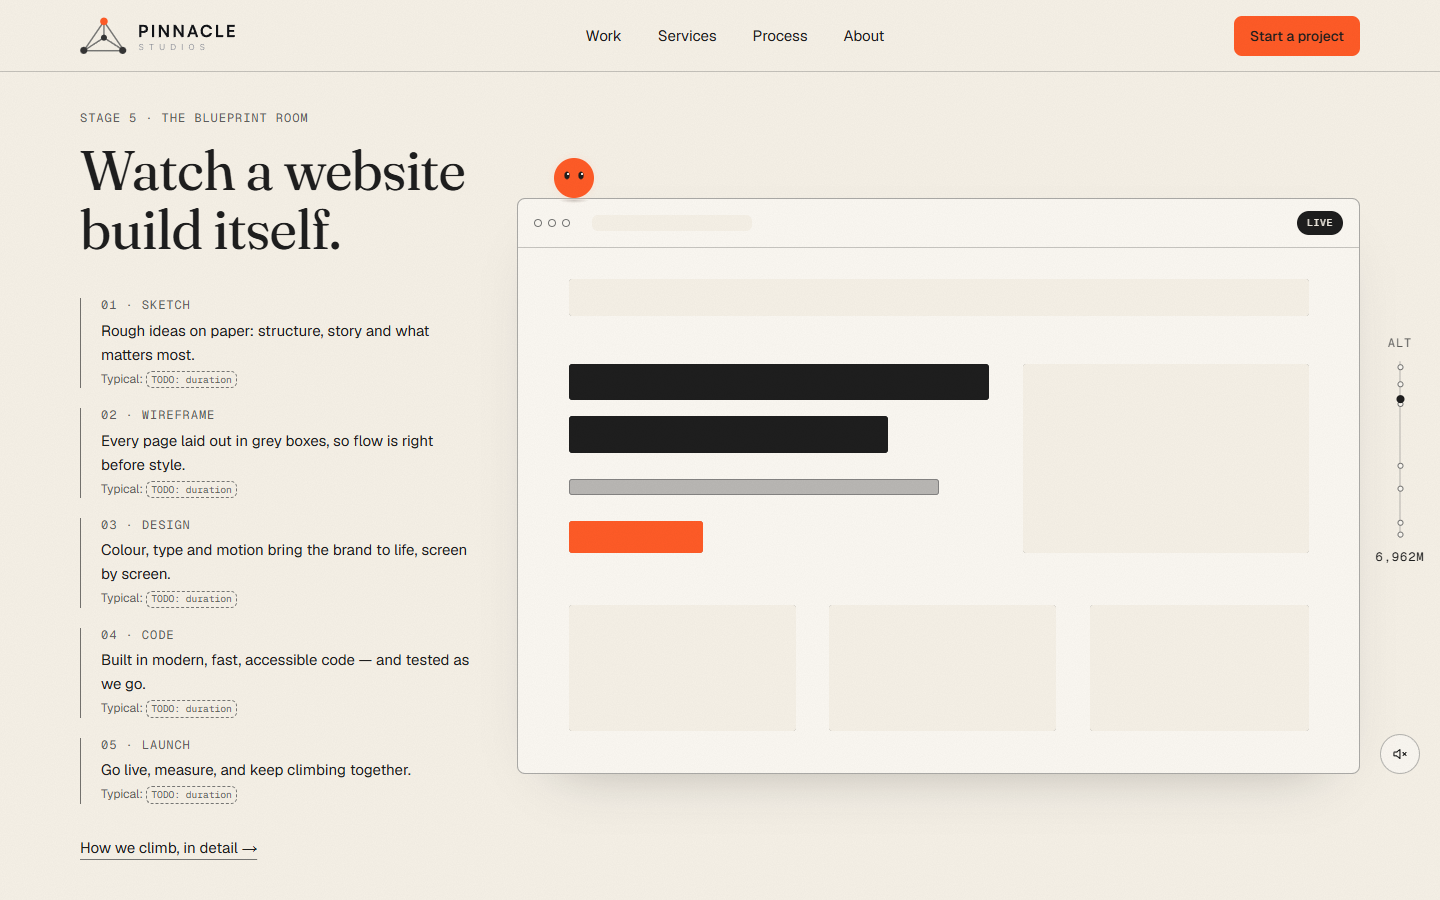 PINNACLE
STUDIOS
Work
Services
Process
About
Start a project
STAGE 5 · THE BLUEPRINT ROOM
Watch a website
build itself.
01 · SKETCH
Rough ideas on paper: structure, story and what
matters most.
Typical: TODO: duration
02 · WIREFRAME
Every page laid out in grey boxes, so flow is right
before style.
Typical: TODO: duration
03 · DESIGN
Colour, type and motion bring the brand to life, screen
by screen.
Typical: TODO: duration
04 · CODE
Built in modern, fast, accessible code — and tested as
we go.
Typical: TODO: duration
05 · LAUNCH
Go live, measure, and keep climbing together.
Typical: TODO: duration
How we climb, in detail →
LIVE
ALT
6,962M